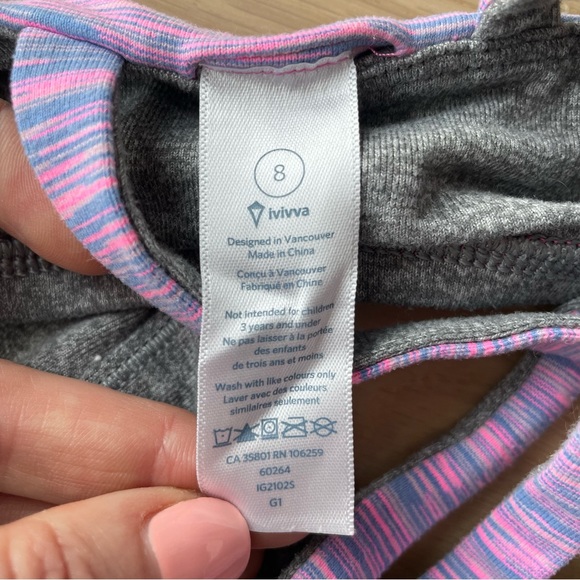 8
ivivva
Designed in Vancouver
Made in China
Conçu à Vancouver
Fabriqué en Chine
Not intended for children
3 years and under
Ne pas laisser à la portée
des enfants
de trois ans et moins
Wash with like colours only
Laver avec des couleurs
similaires seulement
CA 35801 RN 106259
60264
IG2102S
G1